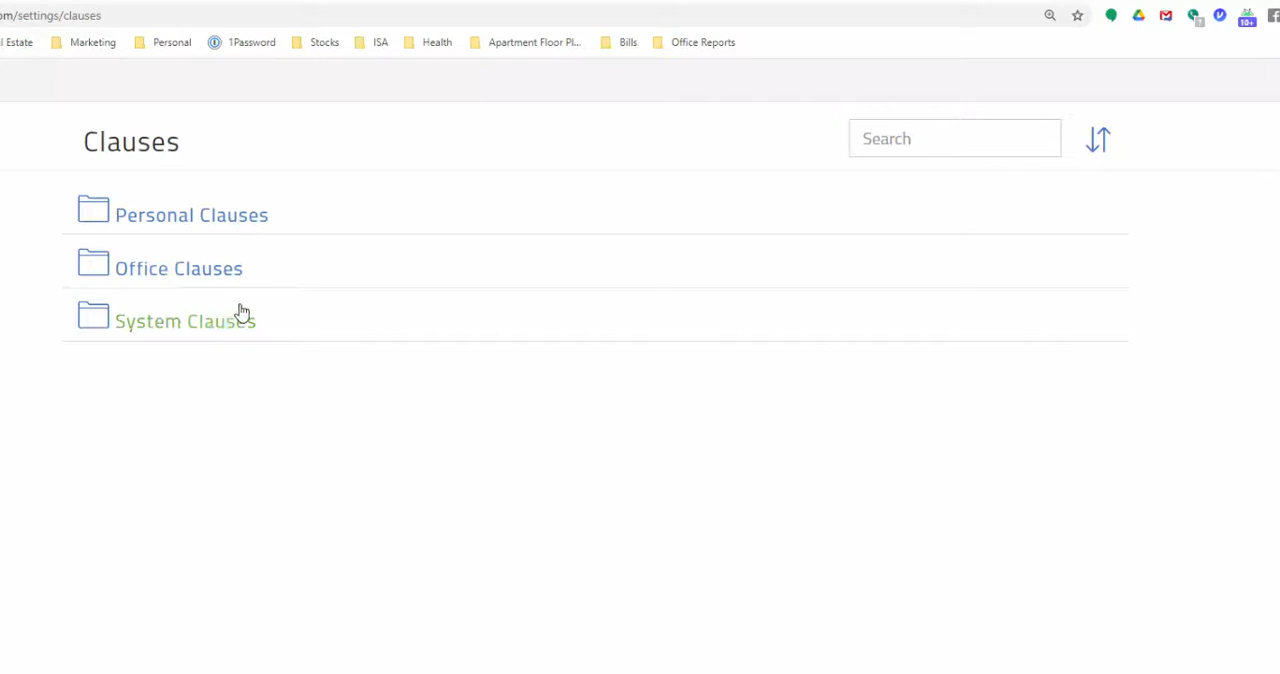 om/settings/clauses
10+
l Estate Marketing Personal 1Password Stocks ISA Health Apartment Floor Pl... Bills Office Reports
Clauses
Search
Personal Clauses
Office Clauses
System Clauses